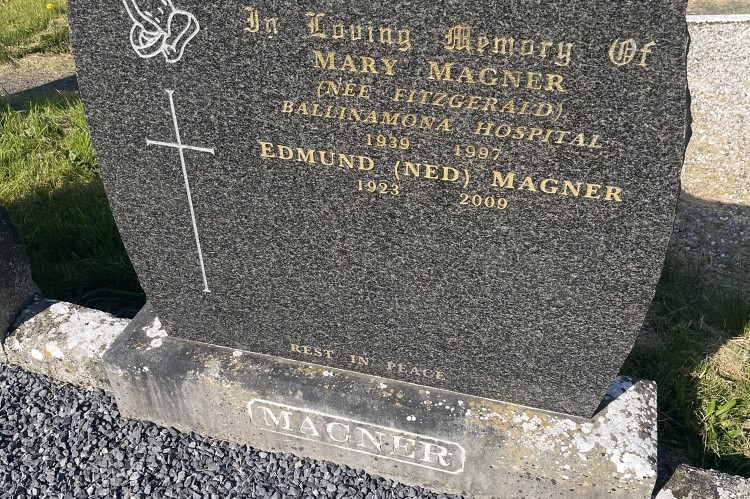 In Loving Memory Of
MARY MAGNER
(NEE FITZGERALD)
BALLINAMONA HOSPITAL
1939 1997
EDMUND (NED) MAGNER
1923 2009
REST IN PEACE
MAGNER